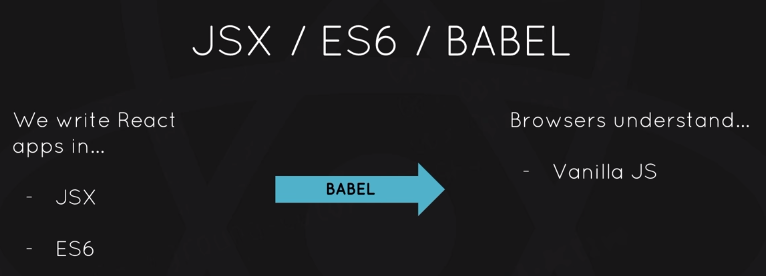 JSX / ES6 / BABEL
We write React
apps in...
- JSX
- ES6
BABEL
Browsers understand...
- Vanilla JS